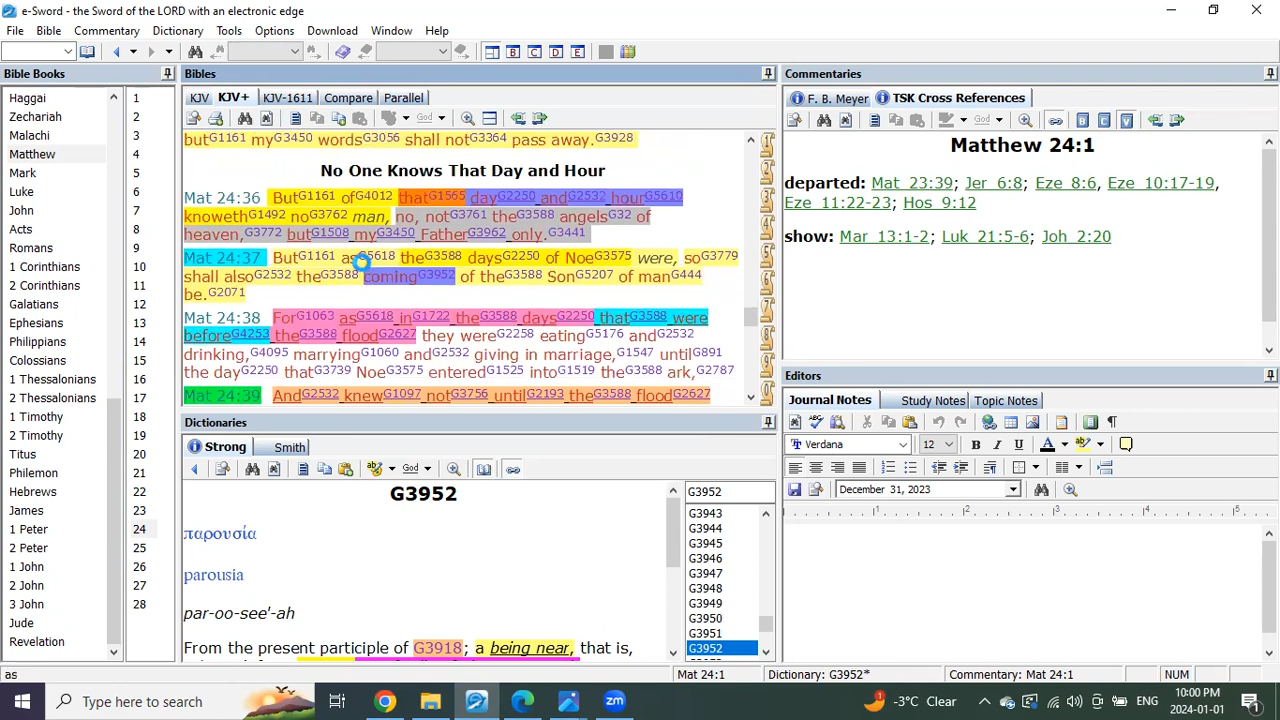 e-Sword - the Sword of the LORD with an electronic edge
File Bible Commentary Dictionary Tools Options Download Window Help
B C D E
Bible Books
Haggai
Zechariah
Malachi
Matthew
Mark
Luke
John
Acts
Romans
1 Corinthians
2 Corinthians
Galatians
Ephesians
Philippians
Colossians
1 Thessalonians
2 Thessalonians
1 Timothy
2 Timothy
Titus
Philemon
Hebrews
James
1 Peter
2 Peter
1 John
2 John
3 John
Jude
Revelation
1
2
3
4
5
6
7
8
9
10
11
12
13
14
15
16
17
18
19
20
21
22
23
24
25
26
27
28
Bibles
KJV KJV+ KJV-1611 Compare Parallel
God
butG1161 myG3450 wordsG3056 shall notG3364 pass away.G3928
No One Knows That Day and Hour
Mat 24:36 ButG1161 ofG4012 thatG1565 dayG2250 andG2532 hourG5610
knowethG1492 noG3762 man, no, notG3761 theG3588 angelsG32 of
heaven,G3772 butG1508 myG3450 FatherG3962 only.G3441
Mat 24:37 ButG1161 asG5618 theG3588 daysG2250 of NoeG3575 were, soG3779
shall alsoG2532 theG3588 comingG3952 of theG3588 SonG5207 of manG444
be.G2071
Mat 24:38 ForG1063 asG5618 inG1722 theG3588 daysG2250 thatG3588 were
beforeG4253 theG3588 floodG2627 they wereG2258 eatingG5176 andG2532
drinking,G4095 marryingG1060 andG2532 giving in marriage,G1547 untilG891
the dayG2250 thatG3739 NoeG3575 enteredG1525 intoG1519 theG3588 ark,G2787
Mat 24:39 AndG2532 knewG1097 notG3756 untilG2193 theG3588 floodG2627
Dictionaries
Strong Smith
God
G3952
παρουσία
parousia
par-oo-see'-ah
From the present participle of G3918; a being near, that is,
G3952
G3943
G3944
G3945
G3946
G3947
G3948
G3949
G3950
G3951
G3952
Commentaries
F. B. Meyer TSK Cross References
God B C V
Matthew 24:1
departed: Mat 23:39; Jer 6:8; Eze 8:6, Eze 10:17-19,
Eze 11:22-23; Hos 9:12
show: Mar 13:1-2; Luk 21:5-6; Joh 2:20
Editors
Journal Notes Study Notes Topic Notes
Verdana 12 B I U A
December 31, 2023
1 2 3 4 5
as Mat 24:1 Dictionary: G3952* Commentary: Mat 24:1 NUM
Type here to search
zm
-3°C Clear
10:00 PM
2024-01-01
1